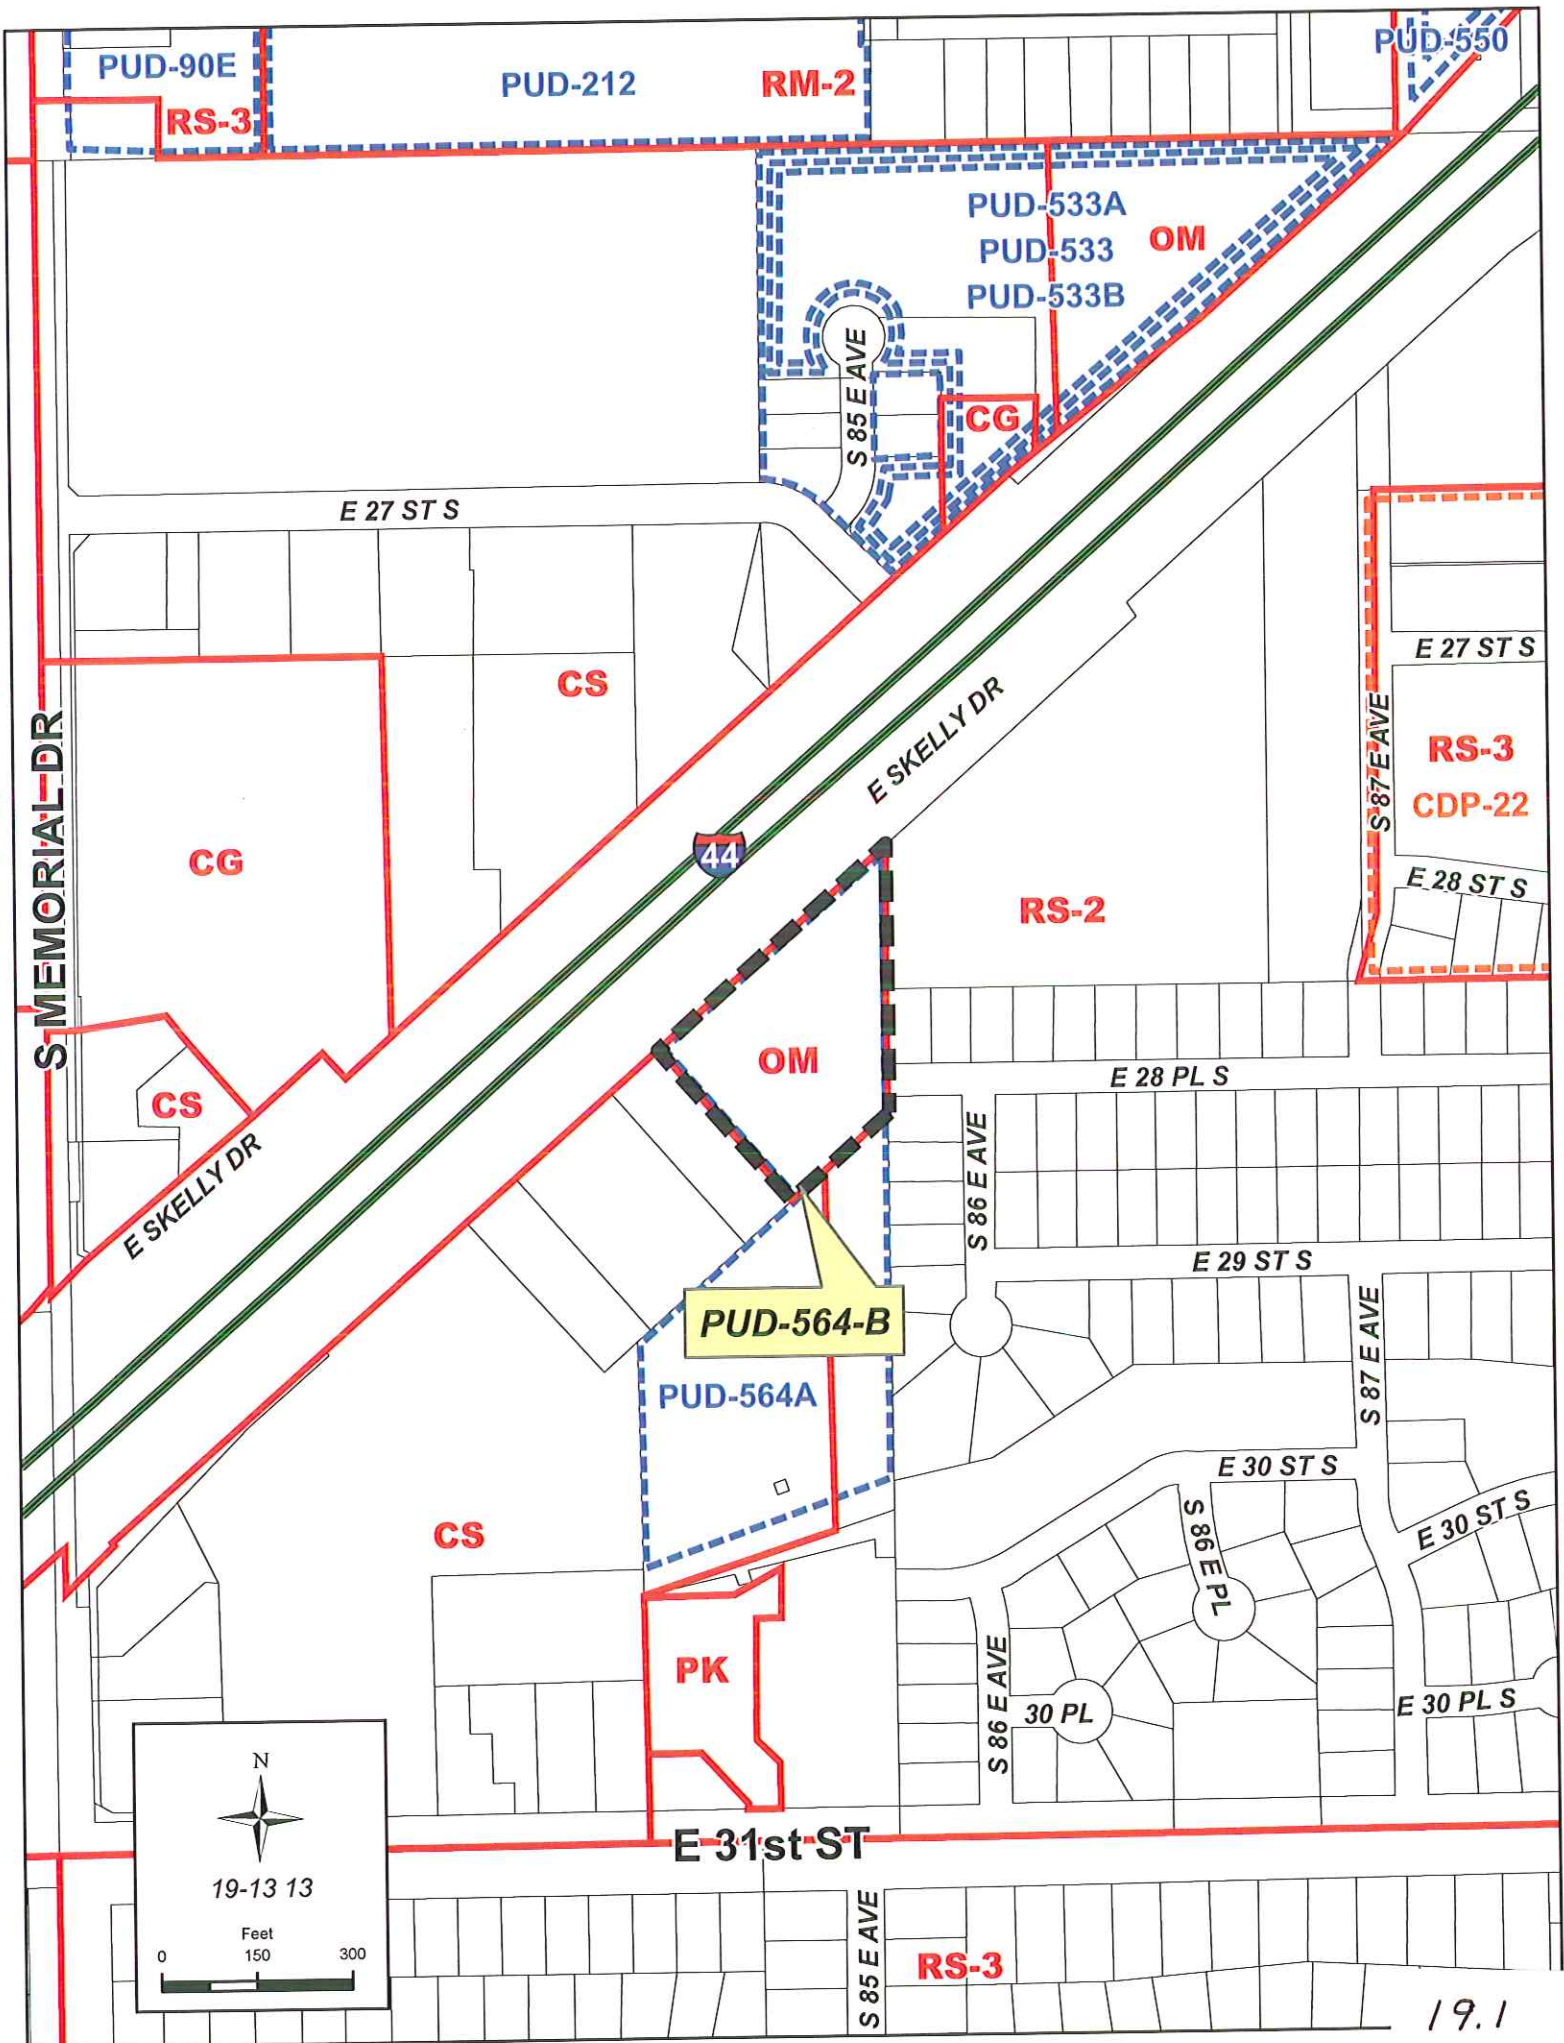 PUD-90E
PUD-212
RM-2
PUD-550
RS-3
PUD-533A
PUD-533
PUD-533B
OM
S 85 E AVE
CG
E 27 ST S
E 27 ST S
CS
S MEMORIAL DR
E SKELLY DR
S 87 E AVE
RS-3
CDP-22
CG
44
E 28 ST S
RS-2
OM
E 28 PL S
CS
E SKELLY DR
S 86 E AVE
E 29 ST S
PUD-564-B
S 87 E AVE
PUD-564A
E 30 ST S
CS
S 86 E PL
E 30 ST S
PK
S 86 E AVE
30 PL
E 30 PL S
N
19-13 13
Feet
0 150 300
E 31st ST
S 85 E AVE
RS-3
19.1